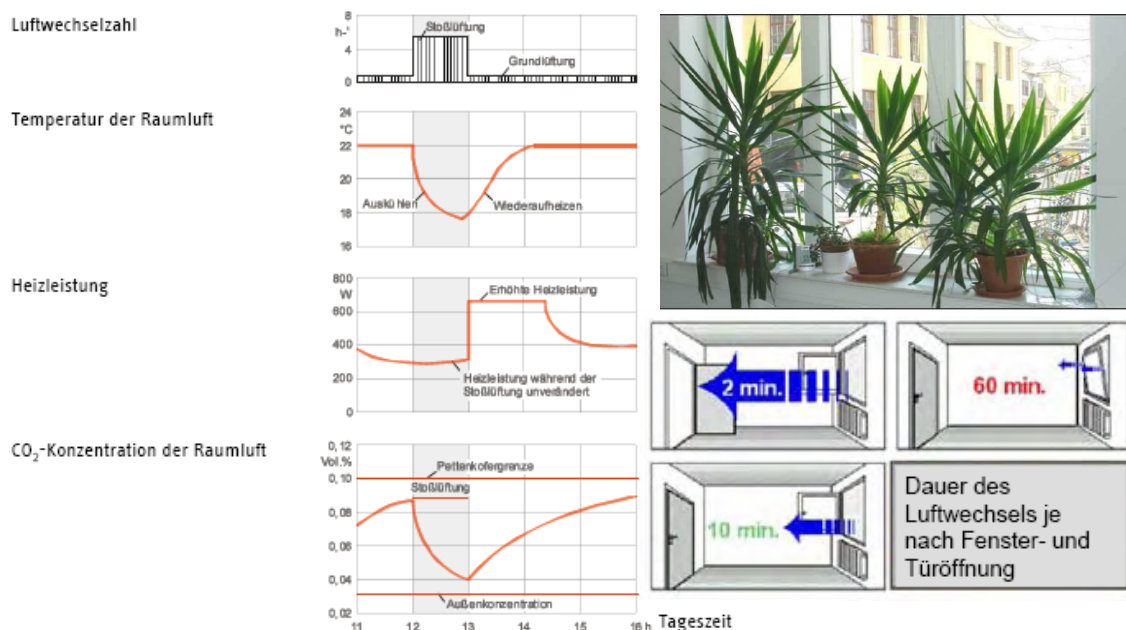 Luftwechselzahl
8
h-¹
4
0
Stoßlüftung
Grundlüftung
Temperatur der Raumluft
24
°C
22
20
18
16
Auskühlen
Wiederaufheizen
Heizleistung
800
W
600
400
200
0
Erhöhte Heizleistung
Heizleistung während der
Stoßlüftung unverändert
CO₂-Konzentration der Raumluft
0,12
Vol.%
0,10
0,08
0,06
0,04
0,02
Pettenkofergrenze
Stoßlüftung
Außenkonzentration
11 12 13 14 15 16 h
Tageszeit
2 min.
60 min.
10 min.
Dauer des
Luftwechsels je
nach Fenster- und
Türöffnung